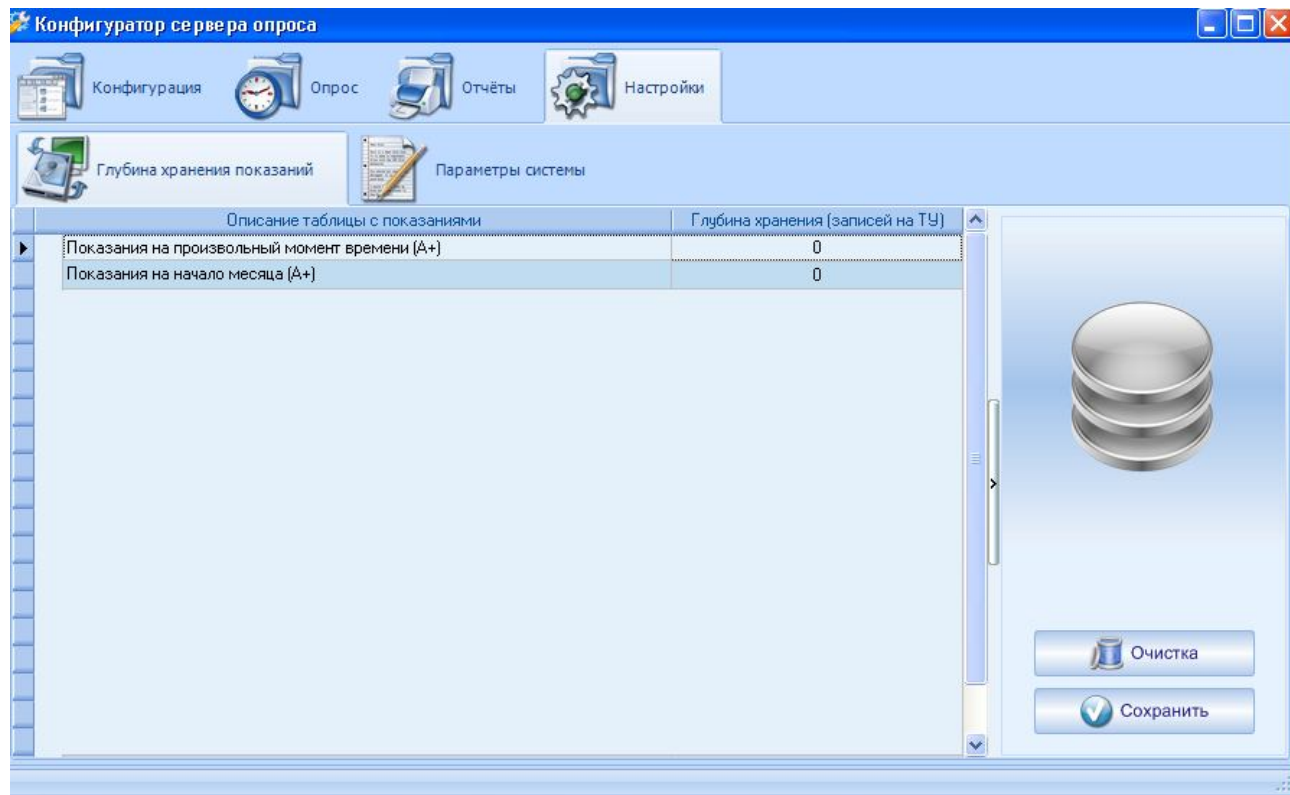 Конфигуратор сервера опроса
Конфигурация Опрос Отчёты Настройки
Глубина хранения показаний Параметры системы
Описание таблицы с показаниями Глубина хранения (записей на ТУ)
Показания на произвольный момент времени (А+) 0
Показания на начало месяца (А+) 0
Очистка
Сохранить